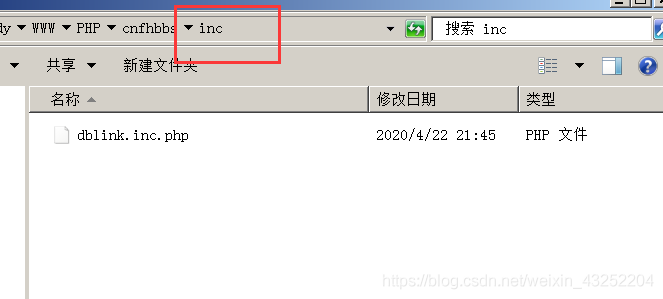 dy WWW PHP cnfhbbs inc 搜索 inc
共享 新建文件夹
名称 修改日期 类型
dblink.inc.php 2020/4/22 21:45 PHP 文件
https://blog.csdn.net/weixin_43252204